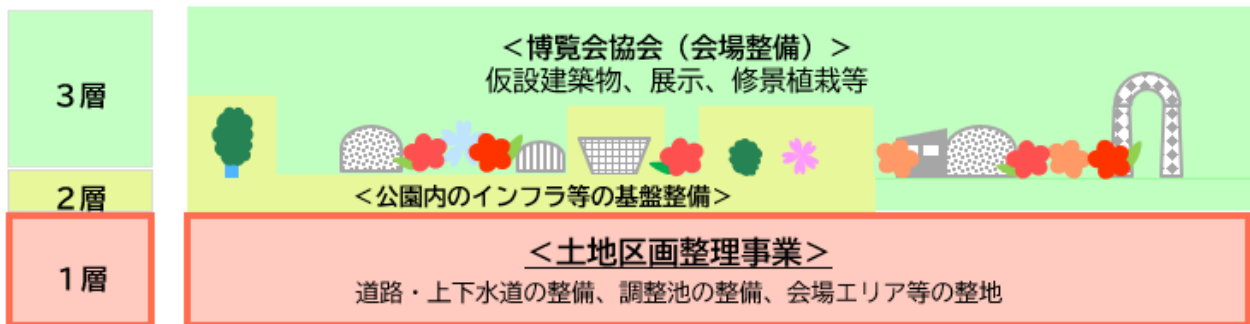 3層
＜博覧会協会（会場整備）＞
仮設建築物、展示、修景植栽等
2層
＜公園内のインフラ等の基盤整備＞
1層
＜土地区画整理事業＞
道路・上下水道の整備、調整池の整備、会場エリア等の整地